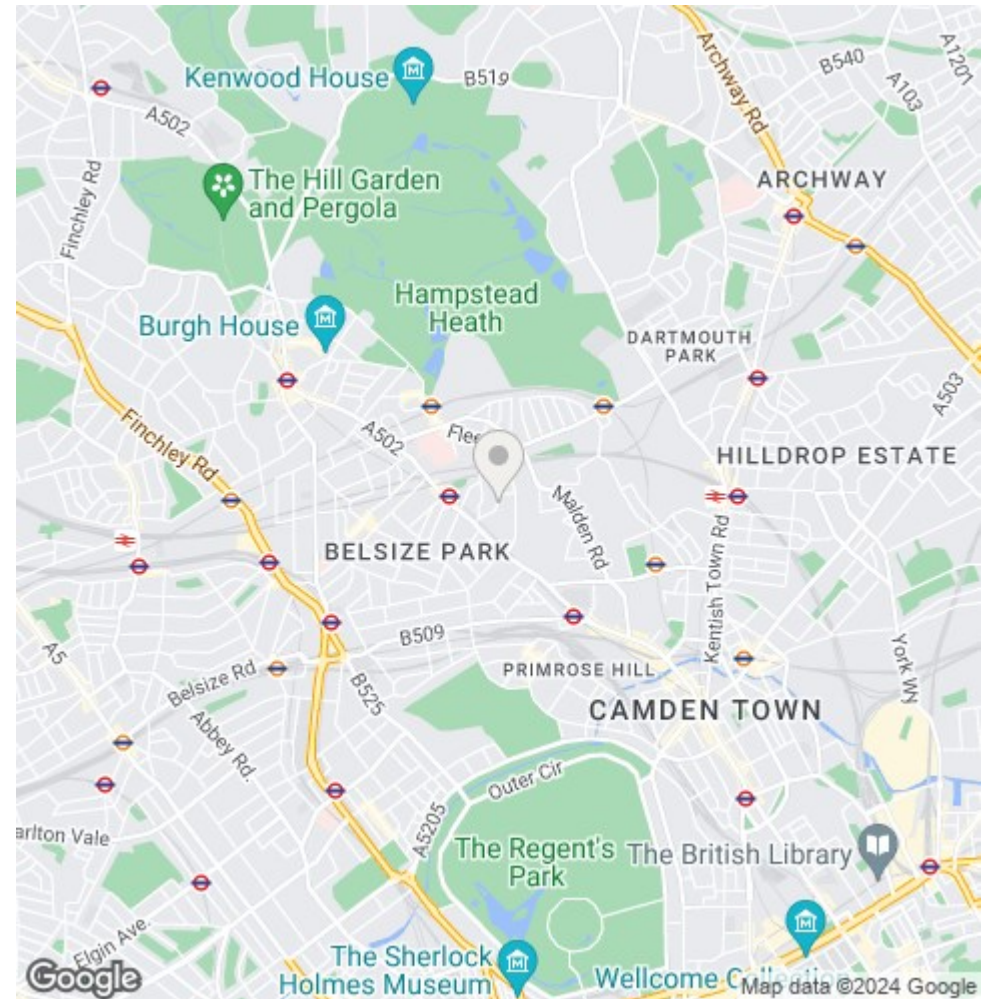 Kenwood House
B519
B540
A1201
A103
Archway Rd
A502
Finchley Rd
The Hill Garden
and Pergola
ARCHWAY
Hampstead
Heath
Burgh House
DARTMOUTH
PARK
A503
A502
Flee
Finchley Rd
HILLDROP ESTATE
Malden Rd
BELSIZE PARK
Kentish Town Rd
B509
A5
Belsize Rd
B525
PRIMROSE HILL
York Wy
Abbey Rd.
CAMDEN TOWN
Outer Cir
A5205
arlton Vale
The Regent's
Park
The British Library
Elgin Ave.
The Sherlock
Holmes Museum
Wellcome Collection
Google
Map data ©2024 Google